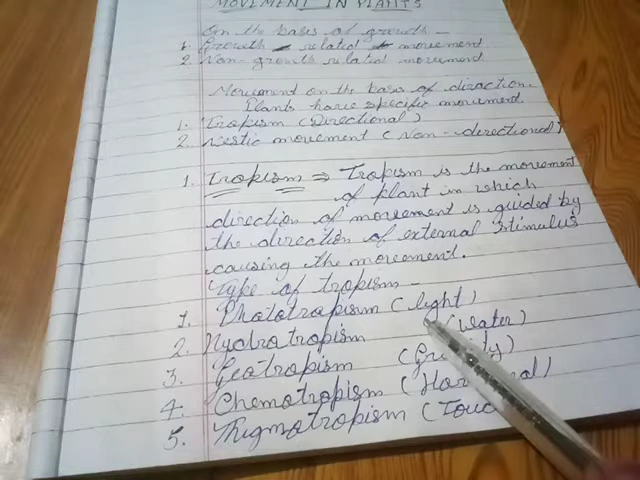 MOVEMENT IN PLANTS
On the bases of growth -
1. Growth related movement
2. Non-growth related movement
Movement on the base of direction.
Plants have specific movement.
1. Tropism (Directional)
2. Nestic movement (Non-directional)
1. Tropism ⇒ Tropism is the movement
of plant in which
direction of movement is guided by
the direction of external stimulus
causing the movement.
Type of tropism -
1. Phototropism (light)
2. Hydrotropism (Water)
3. Geotropism
4. Chemotropism
5. Thigmotropism